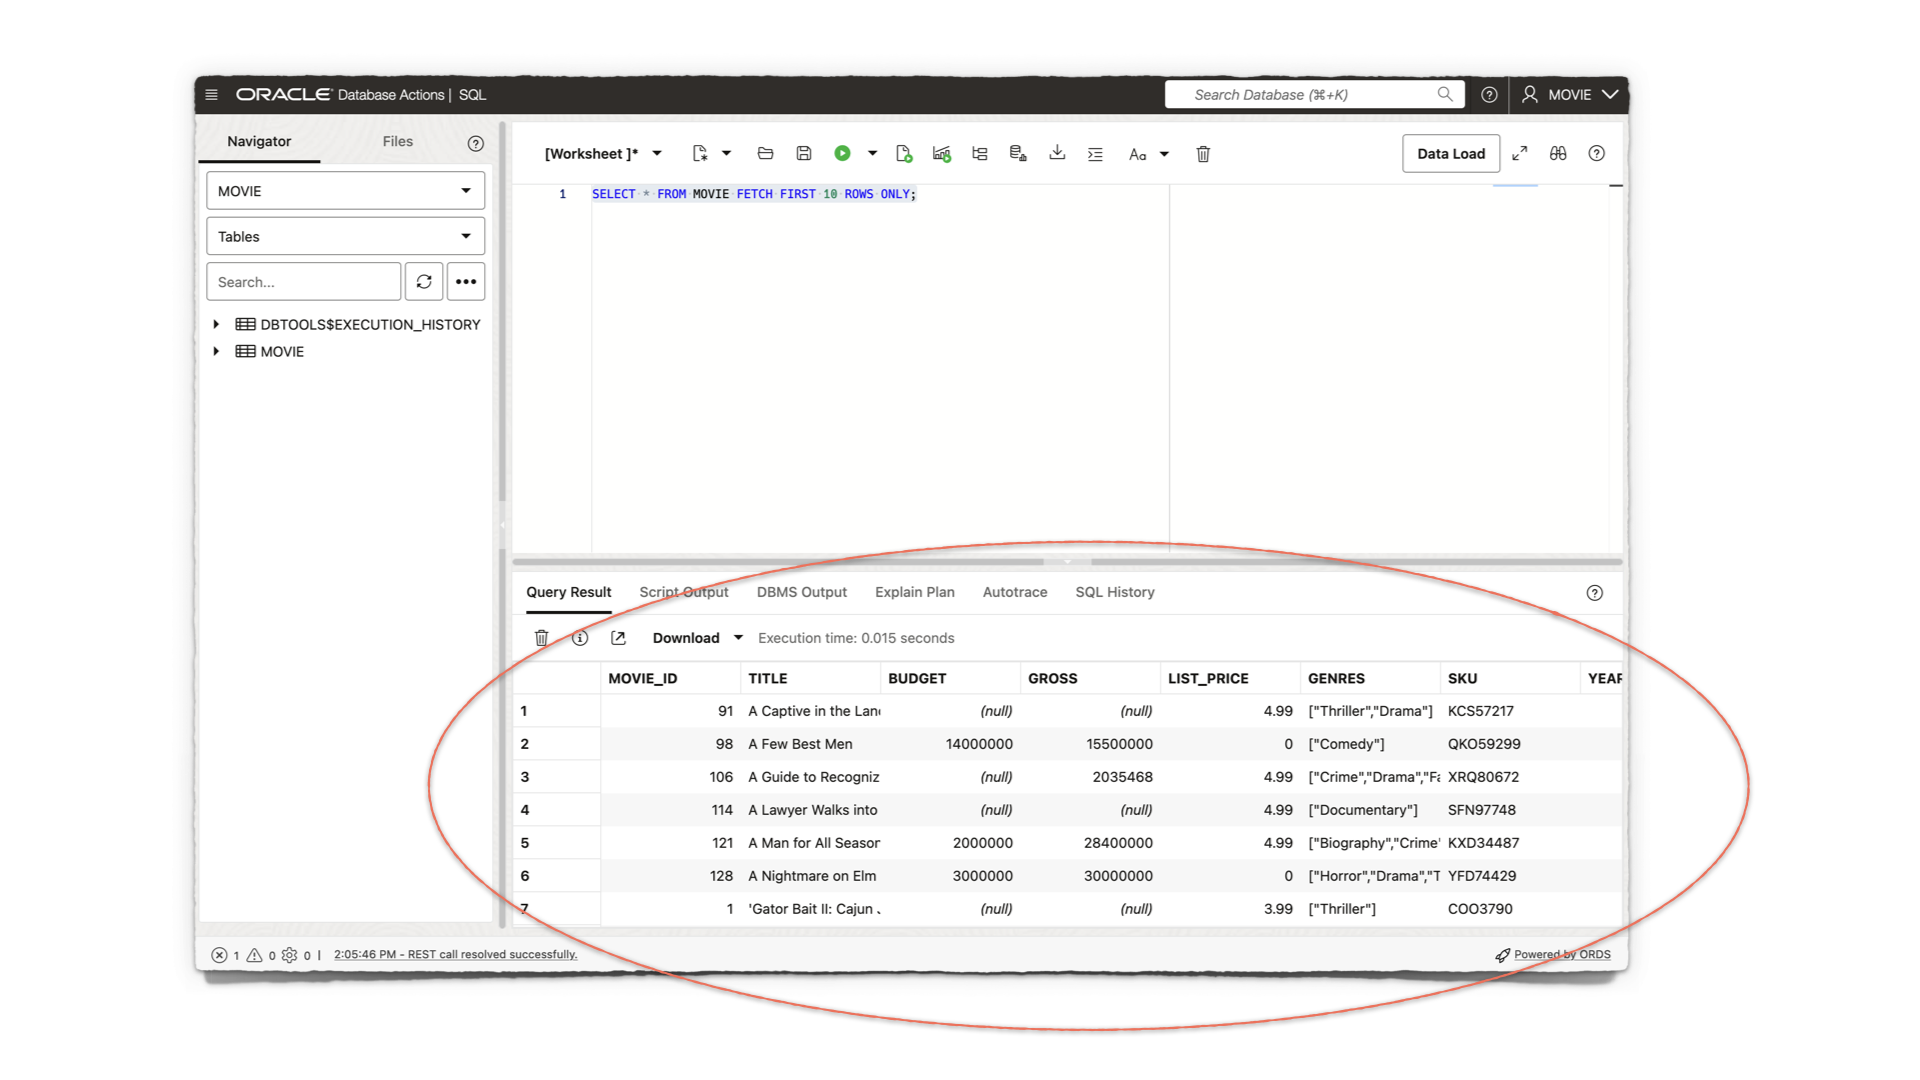 ORACLE Database Actions | SQL
Search Database (⌘+K)
MOVIE
Navigator Files
MOVIE
Tables
Search...
DBTOOLS$EXECUTION_HISTORY
MOVIE
[Worksheet ]* Aa Data Load
1 SELECT * FROM MOVIE FETCH FIRST 10 ROWS ONLY;
Query Result Script Output DBMS Output Explain Plan Autotrace SQL History
Download Execution time: 0.015 seconds
MOVIE_ID TITLE BUDGET GROSS LIST_PRICE GENRES SKU YEAR
1 91 A Captive in the Land (null) (null) 4.99 ["Thriller","Drama"] KCS57217
2 98 A Few Best Men 14000000 15500000 0 ["Comedy"] QKO59299
3 106 A Guide to Recogniz (null) 2035468 4.99 ["Crime","Drama","Fa XRQ80672
4 114 A Lawyer Walks into (null) (null) 4.99 ["Documentary"] SFN97748
5 121 A Man for All Season 2000000 28400000 4.99 ["Biography","Crime" KXD34487
6 128 A Nightmare on Elm 3000000 30000000 0 ["Horror","Drama","T YFD74429
7 1 'Gator Bait II: Cajun J (null) (null) 3.99 ["Thriller"] COO3790
1 0 0 | 2:05:46 PM - REST call resolved successfully.
Powered by ORDS